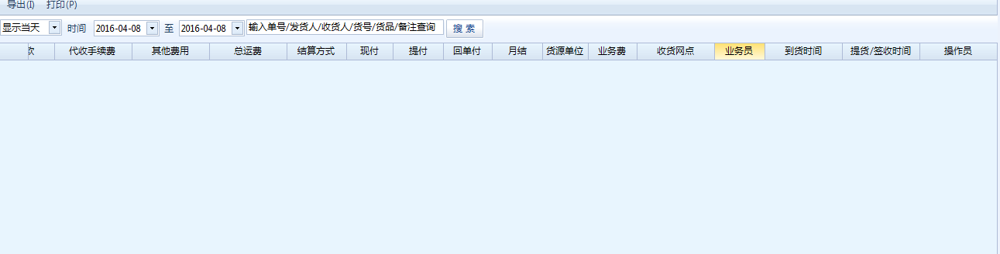 导出(I) 打印(P)
显示当天 时间 2016-04-08 至 2016-04-08 输入单号/发货人/收货人/货号/货品/备注查询 搜 索
款 代收手续费 其他费用 总运费 结算方式 现付 提付 回单付 月结 货源单位 业务费 收货网点 业务员 到货时间 提货/签收时间 操作员